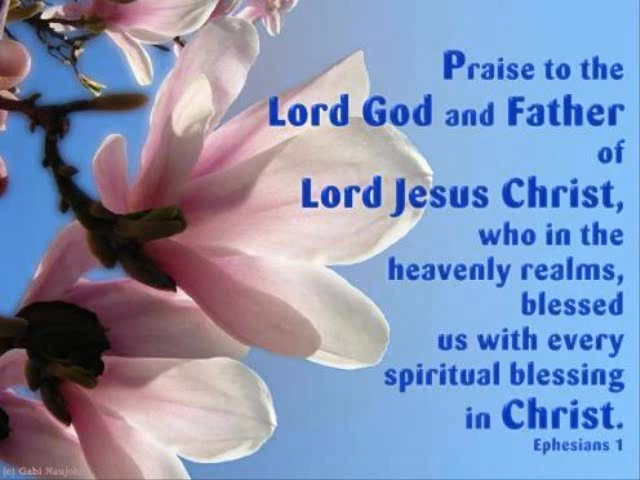 Praise to the
Lord God and Father
of
Lord Jesus Christ,
who in the
heavenly realms,
blessed
us with every
spiritual blessing
in Christ.
Ephesians 1
(c) Gabi